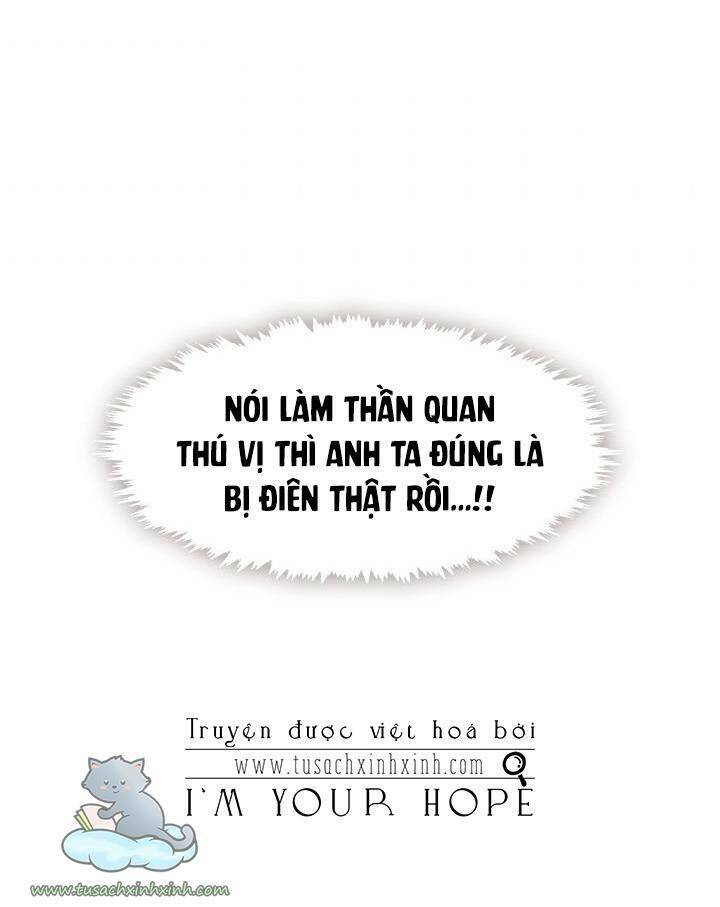 NÓI LÀM THẦN QUAN
THÚ VỊ THÌ ANH TA ĐÚNG LÀ
BỊ ĐIÊN THẬT RỒI...!!
Truyện được việt hoá bởi
www.tusachxinhxinh.com
I'M YOUR HOPE
www.tusachxinhxinh.com